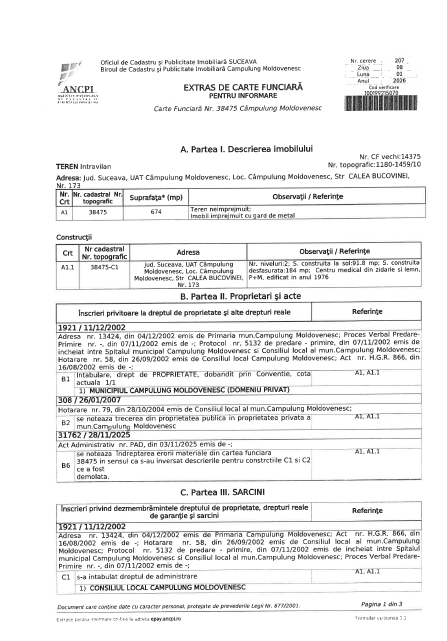 Oficiul de Cadastru și Publicitate Imobiliară SUCEAVA
Biroul de Cadastru și Publicitate Imobiliară Campulung Moldovenesc
ANCPI
EXTRAS DE CARTE FUNCIARĂ
PENTRU INFORMARE
Carte Funciară Nr. 38475 Câmpulung Moldovenesc
Nr. cerere 207
Ziua 08
Luna 01
Anul 2026
Cod verificare
A. Partea I. Descrierea imobilului
Nr. CF vechi:14375
TEREN Intravilan
Nr. topografic:1180-1459/10
Adresa: Jud. Suceava, UAT Câmpulung Moldovenesc, Loc. Câmpulung Moldovenesc, Str CALEA BUCOVINEI,
Nr. 173
Nr. Crt Nr. cadastral Nr. topografic Suprafața* (mp) Observații / Referințe
A1 38475 674 Teren neimprejmuit;
Imobil imprejmuit cu gard de metal
Construcții
Crt Nr cadastral Nr. topografic Adresa Observații / Referințe
A1.1 38475-C1 Jud. Suceava, UAT Câmpulung
Moldovenesc, Loc. Câmpulung
Moldovenesc, Str CALEA BUCOVINEI,
Nr. 173
Nr. niveluri:2; S. construita la sol:91.8 mp; S. construita
desfasurata:184 mp; Centru medical din zidarie si lemn,
P+M, edificat in anul 1976
B. Partea II. Proprietari și acte
Înscrieri privitoare la dreptul de proprietate și alte drepturi reale Referințe
1921 / 11/12/2002
Adresa nr. 13424, din 04/12/2002 emis de Primaria mun.Campulung Moldovenesc; Proces Verbal Predare-
Primire nr. -, din 07/11/2002 emis de -; Protocol nr. 5132 de predare - primire, din 07/11/2002 emis de
incheiat intre Spitalul municipal Campulung Moldovenesc si Consiliul local al mun.Campulung Moldovenesc;
Hotarare nr. 58, din 26/09/2002 emis de Consiliul local al mun.Campulung Moldovenesc; Act nr. H.G.R. 866, din
16/08/2002 emis de -;
B1 Intabulare, drept de PROPRIETATE, dobandit prin Conventie, cota
actuala 1/1
A1, A1.1
1) MUNICIPIUL CAMPULUNG MOLDOVENESC (DOMENIU PRIVAT)
308 / 26/01/2007
Hotarare nr. 79, din 28/10/2004 emis de Consiliul local al mun.Campulung Moldovenesc;
B2 se noteaza trecerea din proprietatea publica in proprietatea privata a
mun.Campulung Moldovenesc
A1, A1.1
31762 / 28/11/2025
Act Administrativ nr. PAD, din 03/11/2025 emis de -;
B6 se noteaza îndreptarea erorii materiale din cartea funciara
38475 in sensul ca s-au inversat descrierile pentru constrctiile C1 si C2
ce a fost
demolata.
A1, A1.1
C. Partea III. SARCINI
Înscrieri privind dezmembrămintele dreptului de proprietate, drepturi reale
de garanție și sarcini
Referințe
1921 / 11/12/2002
Adresa nr. 13424, din 04/12/2002 emis de Primaria mun.Campulung Moldovenesc; Act nr. H.G.R. 866, din
16/08/2002 emis de -; Hotarare nr. 58, din 26/09/2002 emis de Consiliul local al mun.Campulung
Moldovenesc; Protocol nr. 5132 de predare - primire, din 07/11/2002 emis de incheiat intre Spitalul
municipal Campulung Moldovenesc si Consiliul local al mun.Campulung Moldovenesc; Proces Verbal Predare-
Primire nr. -, din 07/11/2002 emis de -;
C1 s-a intabulat dreptul de administrare
A1, A1.1
1) CONSILIUL LOCAL CAMPULUNG MOLDOVENESC
Document care conține date cu caracter personal, protejate de prevederile Legii Nr. 677/2001.
Pagina 1 din 3
Extrase pentru informare on-line la adresa epay.ancpi.ro
Formular versiunea 1.1